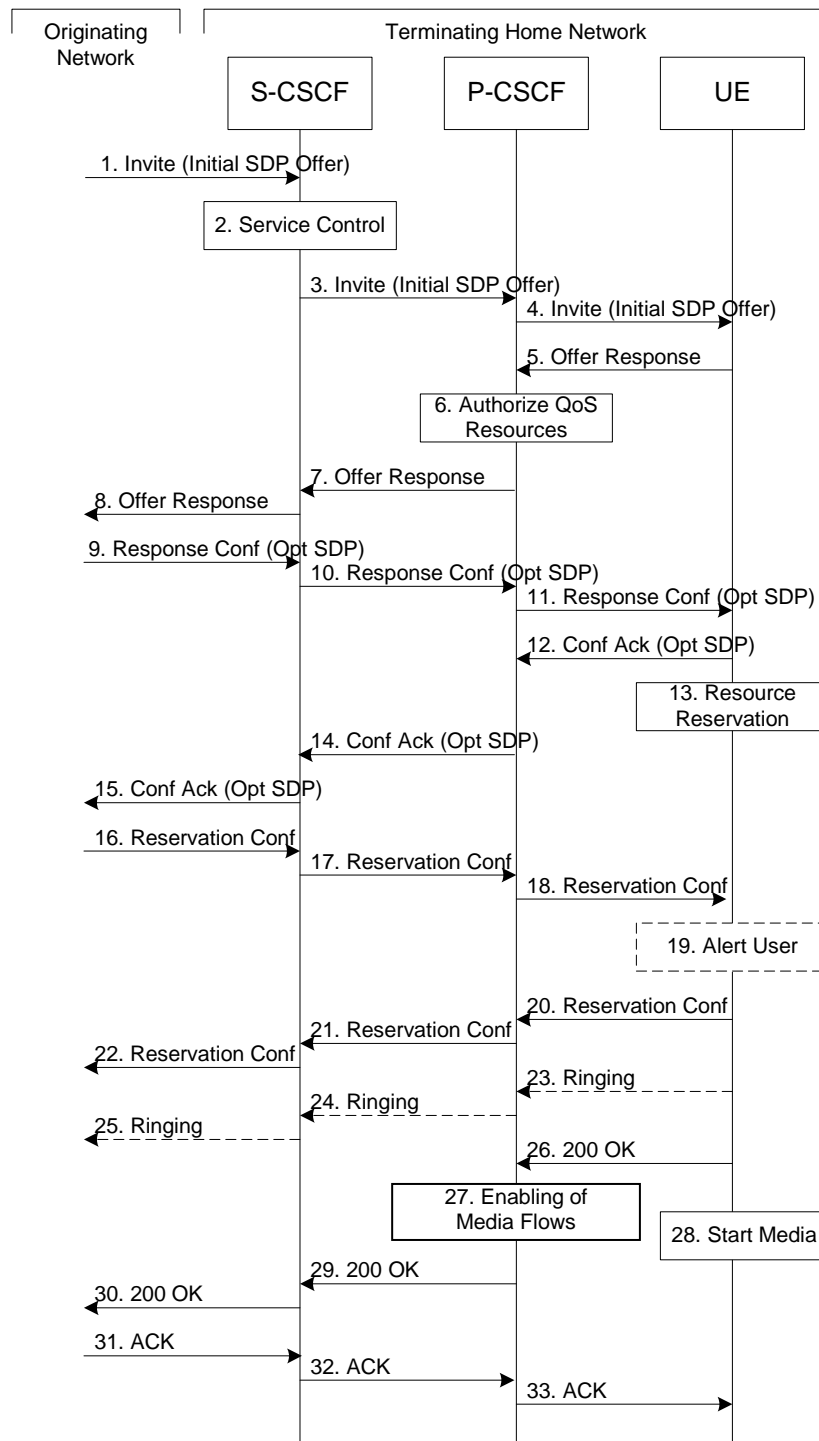 Originating
Network
Terminating Home Network
S-CSCF
P-CSCF
UE
1. Invite (Initial SDP Offer)
2. Service Control
3. Invite (Initial SDP Offer)
4. Invite (Initial SDP Offer)
5. Offer Response
6. Authorize QoS
Resources
7. Offer Response
8. Offer Response
9. Response Conf (Opt SDP)
10. Response Conf (Opt SDP)
11. Response Conf (Opt SDP)
12. Conf Ack (Opt SDP)
13. Resource
Reservation
14. Conf Ack (Opt SDP)
15. Conf Ack (Opt SDP)
16. Reservation Conf
17. Reservation Conf
18. Reservation Conf
19. Alert User
20. Reservation Conf
21. Reservation Conf
22. Reservation Conf
23. Ringing
24. Ringing
25. Ringing
26. 200 OK
27. Enabling of
Media Flows
28. Start Media
29. 200 OK
30. 200 OK
31. ACK
32. ACK
33. ACK